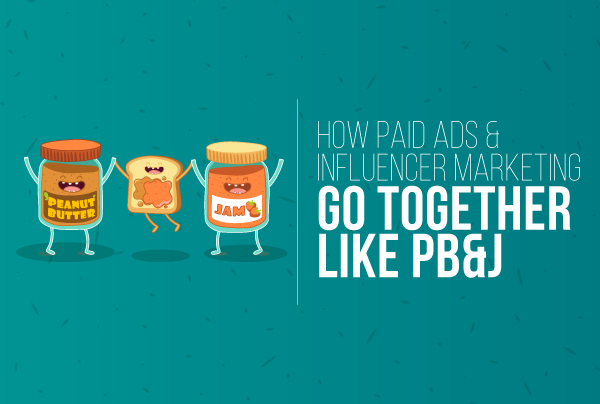 PEANUT
BUTTER
JAM
HOW PAID ADS &
INFLUENCER MARKETING
GO TOGETHER
LIKE PB&J